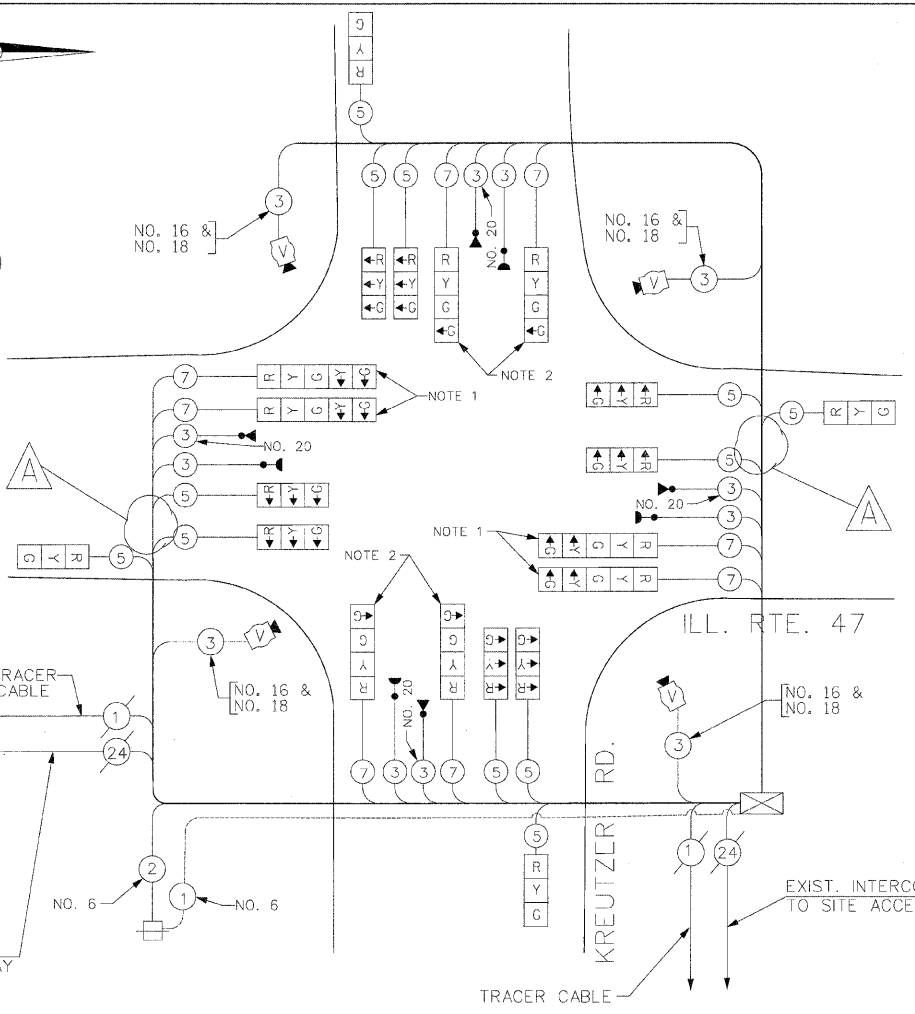 G
Y
R
5
5
5
7
3
3
7
3
NO. 16 &
NO. 18
V
NO. 20
NO. 16 &
NO. 18
V
3
R
Y
G
R
Y
G
R
Y
G
G
R
Y
G
G
NOTE 2
7
R Y G Y G
NOTE 1
7
R Y G Y G
3
NO. 20
3
A
5
R Y G
5
R Y G
G Y R
5
G Y R
5
5
R Y G
G Y R
5
3
NO. 20
3
A
NOTE 1
G Y G Y R
7
G Y G Y R
7
NOTE 2
ILL. RTE. 47
G
G
Y
R
G
G
Y
R
G
Y
R
G
Y
R
NO. 20
3
V
NO. 16 &
NO. 18
V
NO. 16 &
NO. 18
3
RACER
CABLE
1
24
7
3
3
7
5
5
KREUTZER RD.
5
R
Y
G
2
NO. 6
1
NO. 6
1
24
EXIST. INTERCO
TO SITE ACCE
AY
TRACER CABLE